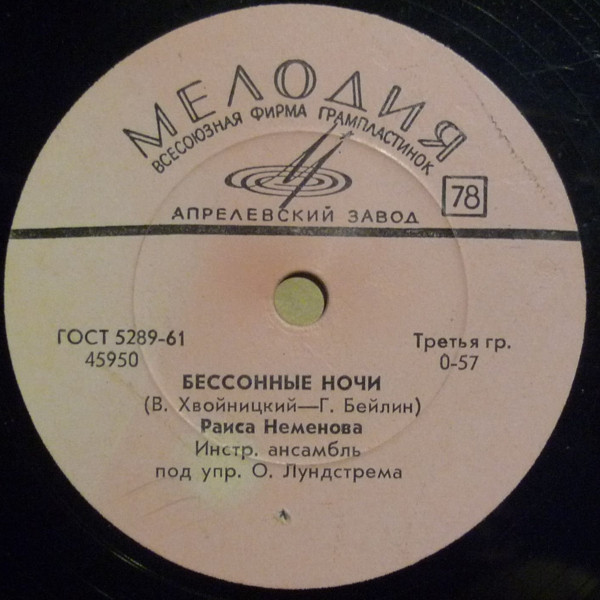 МЕЛОДИЯ
ВСЕСОЮЗНАЯ ФИРМА ГРАМПЛАСТИНОК
АПРЕЛЕВСКИЙ ЗАВОД
78
ГОСТ 5289-61
45950
Третья гр.
0-57
БЕССОННЫЕ НОЧИ
(В. Хвойницкий—Г. Бейлин)
Раиса Неменова
Инстр. ансамбль
под упр. О. Лундстрема